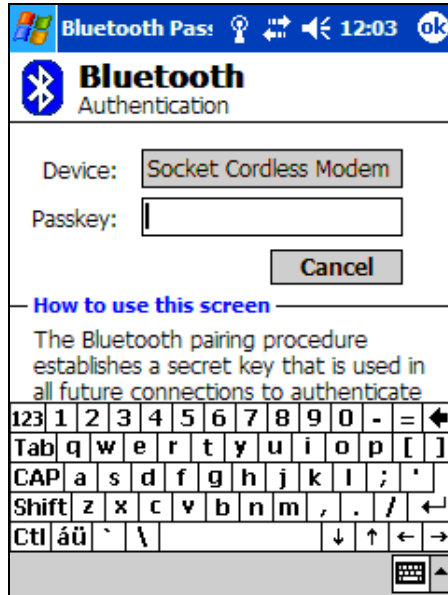 Bluetooth Pas: 12:03 ok
Bluetooth
Authentication
Device: Socket Cordless Modem
Passkey:
Cancel
How to use this screen
The Bluetooth pairing procedure
establishes a secret key that is used in
all future connections to authenticate
123 1 2 3 4 5 6 7 8 9 0 - =
Tab q w e r t y u i o p [ ]
CAP a s d f g h j k l ; '
Shift z x c v b n m , . /
Ctl áü ` \ ↓ ↑ ← →